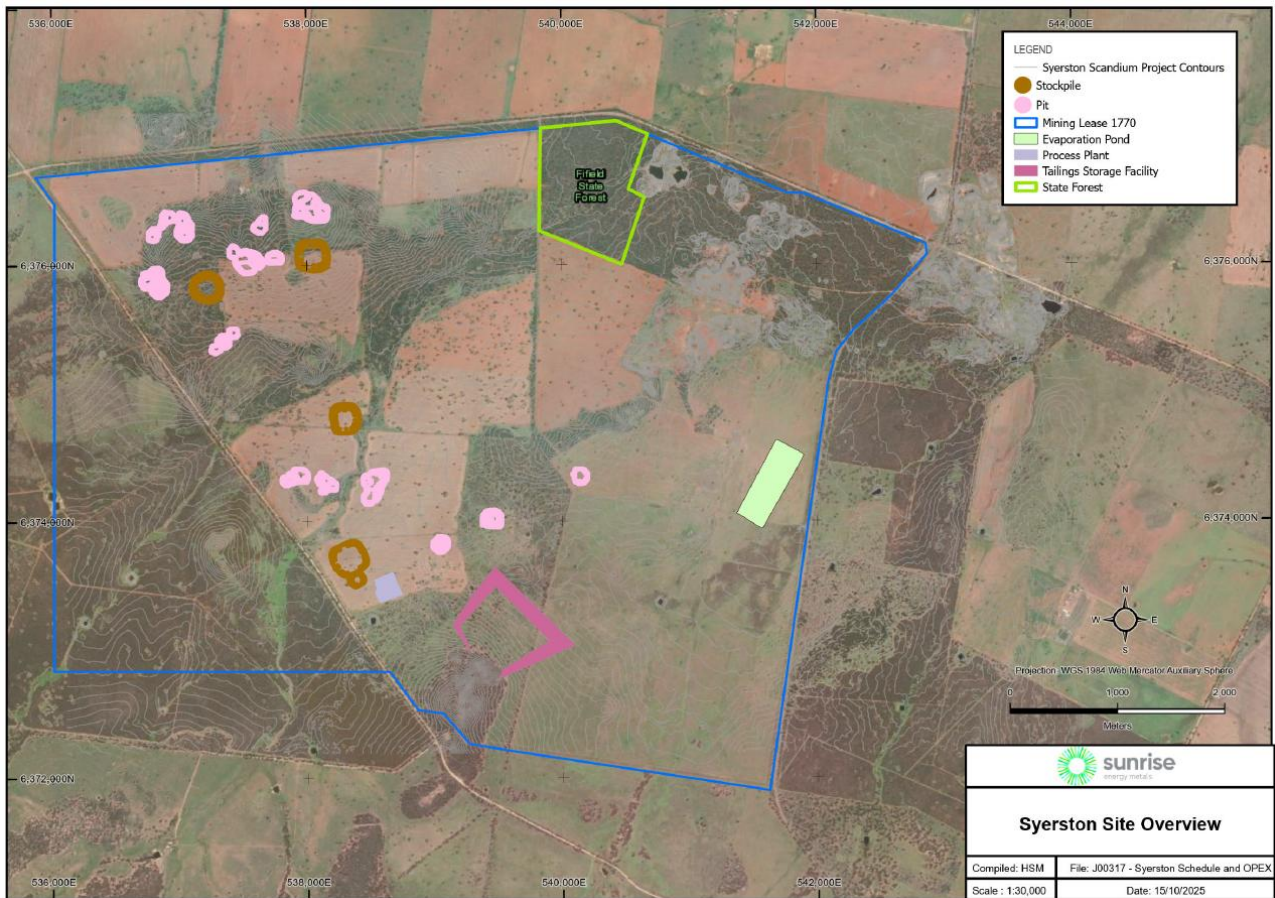 536,000E
538,000E
540,000E
542,000E
544,000E
LEGEND
Syerston Scandium Project Contours
Stockpile
Pit
Mining Lease 1770
Evaporation Pond
Process Plant
Tailings Storage Facility
State Forest
Fifield
State
Forest
6,376,000N
6,376,000N
6,374,000N
6,374,000N
N
W
E
S
Projection: WGS 1984 Web Mercator Auxiliary Sphere
0
1,000
2,000
Meters
6,372,000N
sunrise
energy metals
Syerston Site Overview
Compiled: HSM
File: J00317 - Syerston Schedule and OPEX
Scale : 1:30,000
Date: 15/10/2025
536,000E
538,000E
540,000E
542,000E